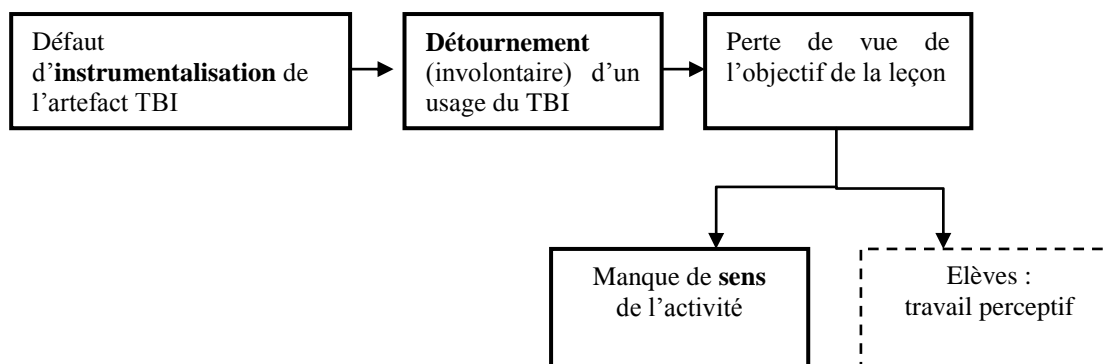 Défaut
d’instrumentalisation de
l’artefact TBI
Détournement
(involontaire) d’un
usage du TBI
Perte de vue de
l’objectif de la leçon
Manque de sens
de l’activité
Elèves :
travail perceptif